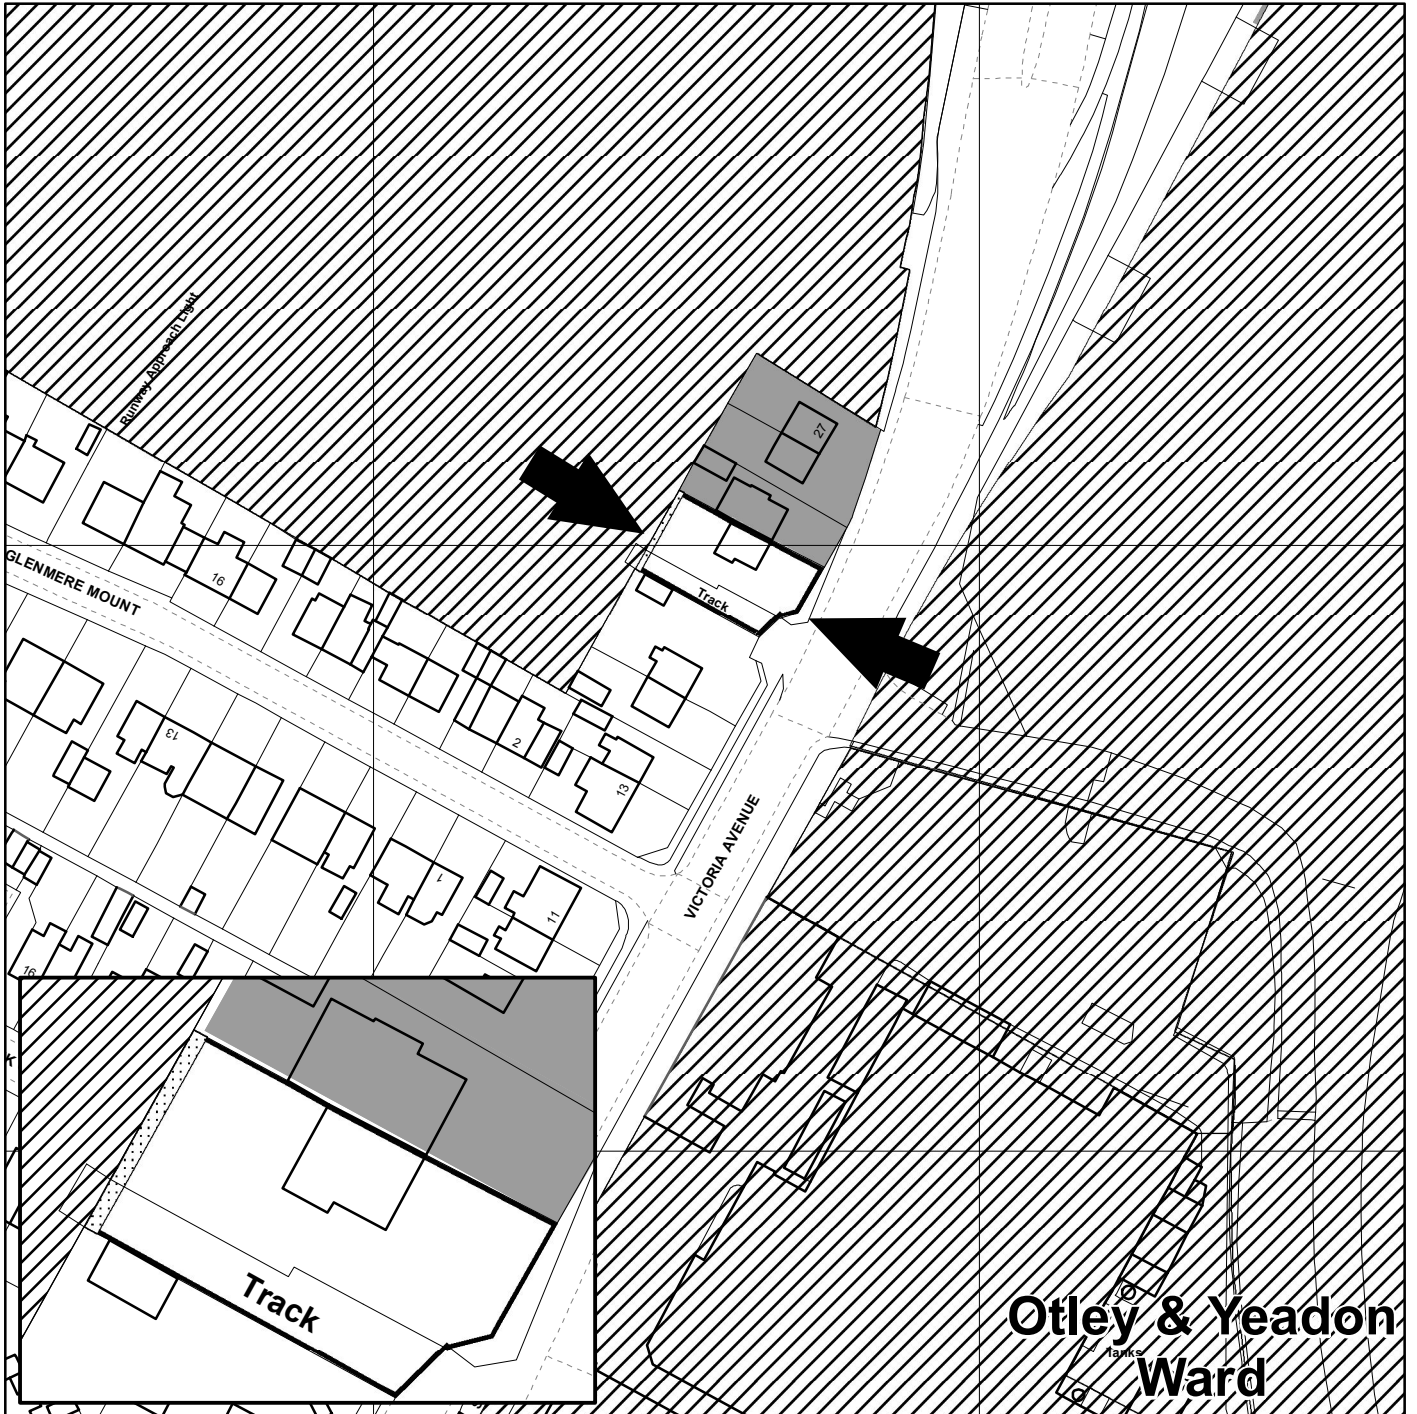 Runway Approach Light
27
GLENMERE MOUNT
16
Track
13
2
13
VICTORIA AVENUE
1
11
16
Track
Otley & Yeadon
Tanks
Ward